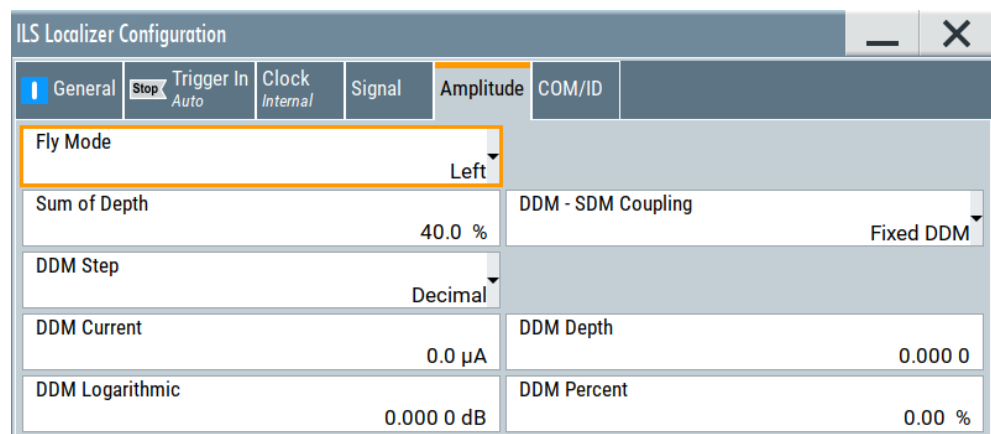 ILS Localizer Configuration
General
Stop
Trigger In
Auto
Clock
Internal
Signal
Amplitude
COM/ID
Fly Mode
Left
Sum of Depth
40.0 %
DDM - SDM Coupling
Fixed DDM
DDM Step
Decimal
DDM Current
0.0 µA
DDM Depth
0.000 0
DDM Logarithmic
0.000 0 dB
DDM Percent
0.00 %